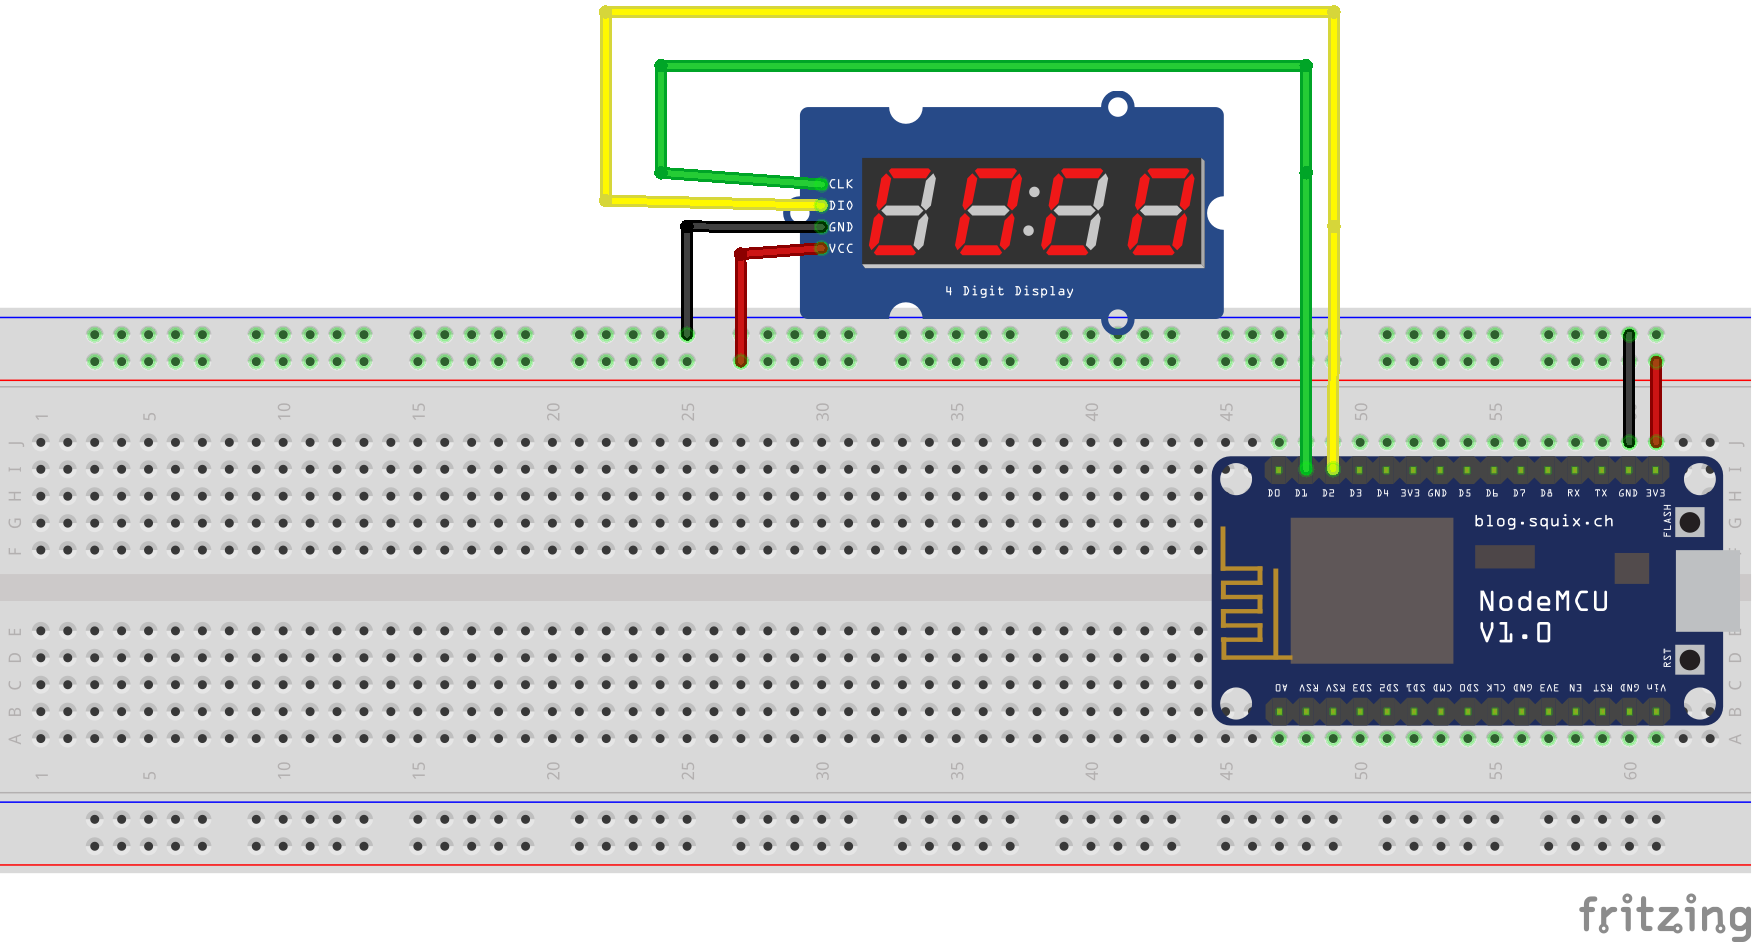 CLK
DIO
GND
VCC
4 Digit Display
1 5 10 15 20 25 30 35 40 45 50 55
J J
I I
H H
G G
F
D0 D1 D2 D3 D4 3V3 GND D5 D6 D7 D8 RX TX GND 3V3
blog.squix.ch
FLASH
NodeMCU
V1.0
RST
E
D D
C C
B B
A A
A0 RSV RSV SD3 SD2 SD1 CMD SD0 CLK GND 3V3 EN RST GND Vin
1 5 10 15 20 25 30 35 40 45 50 55 60
fritzing